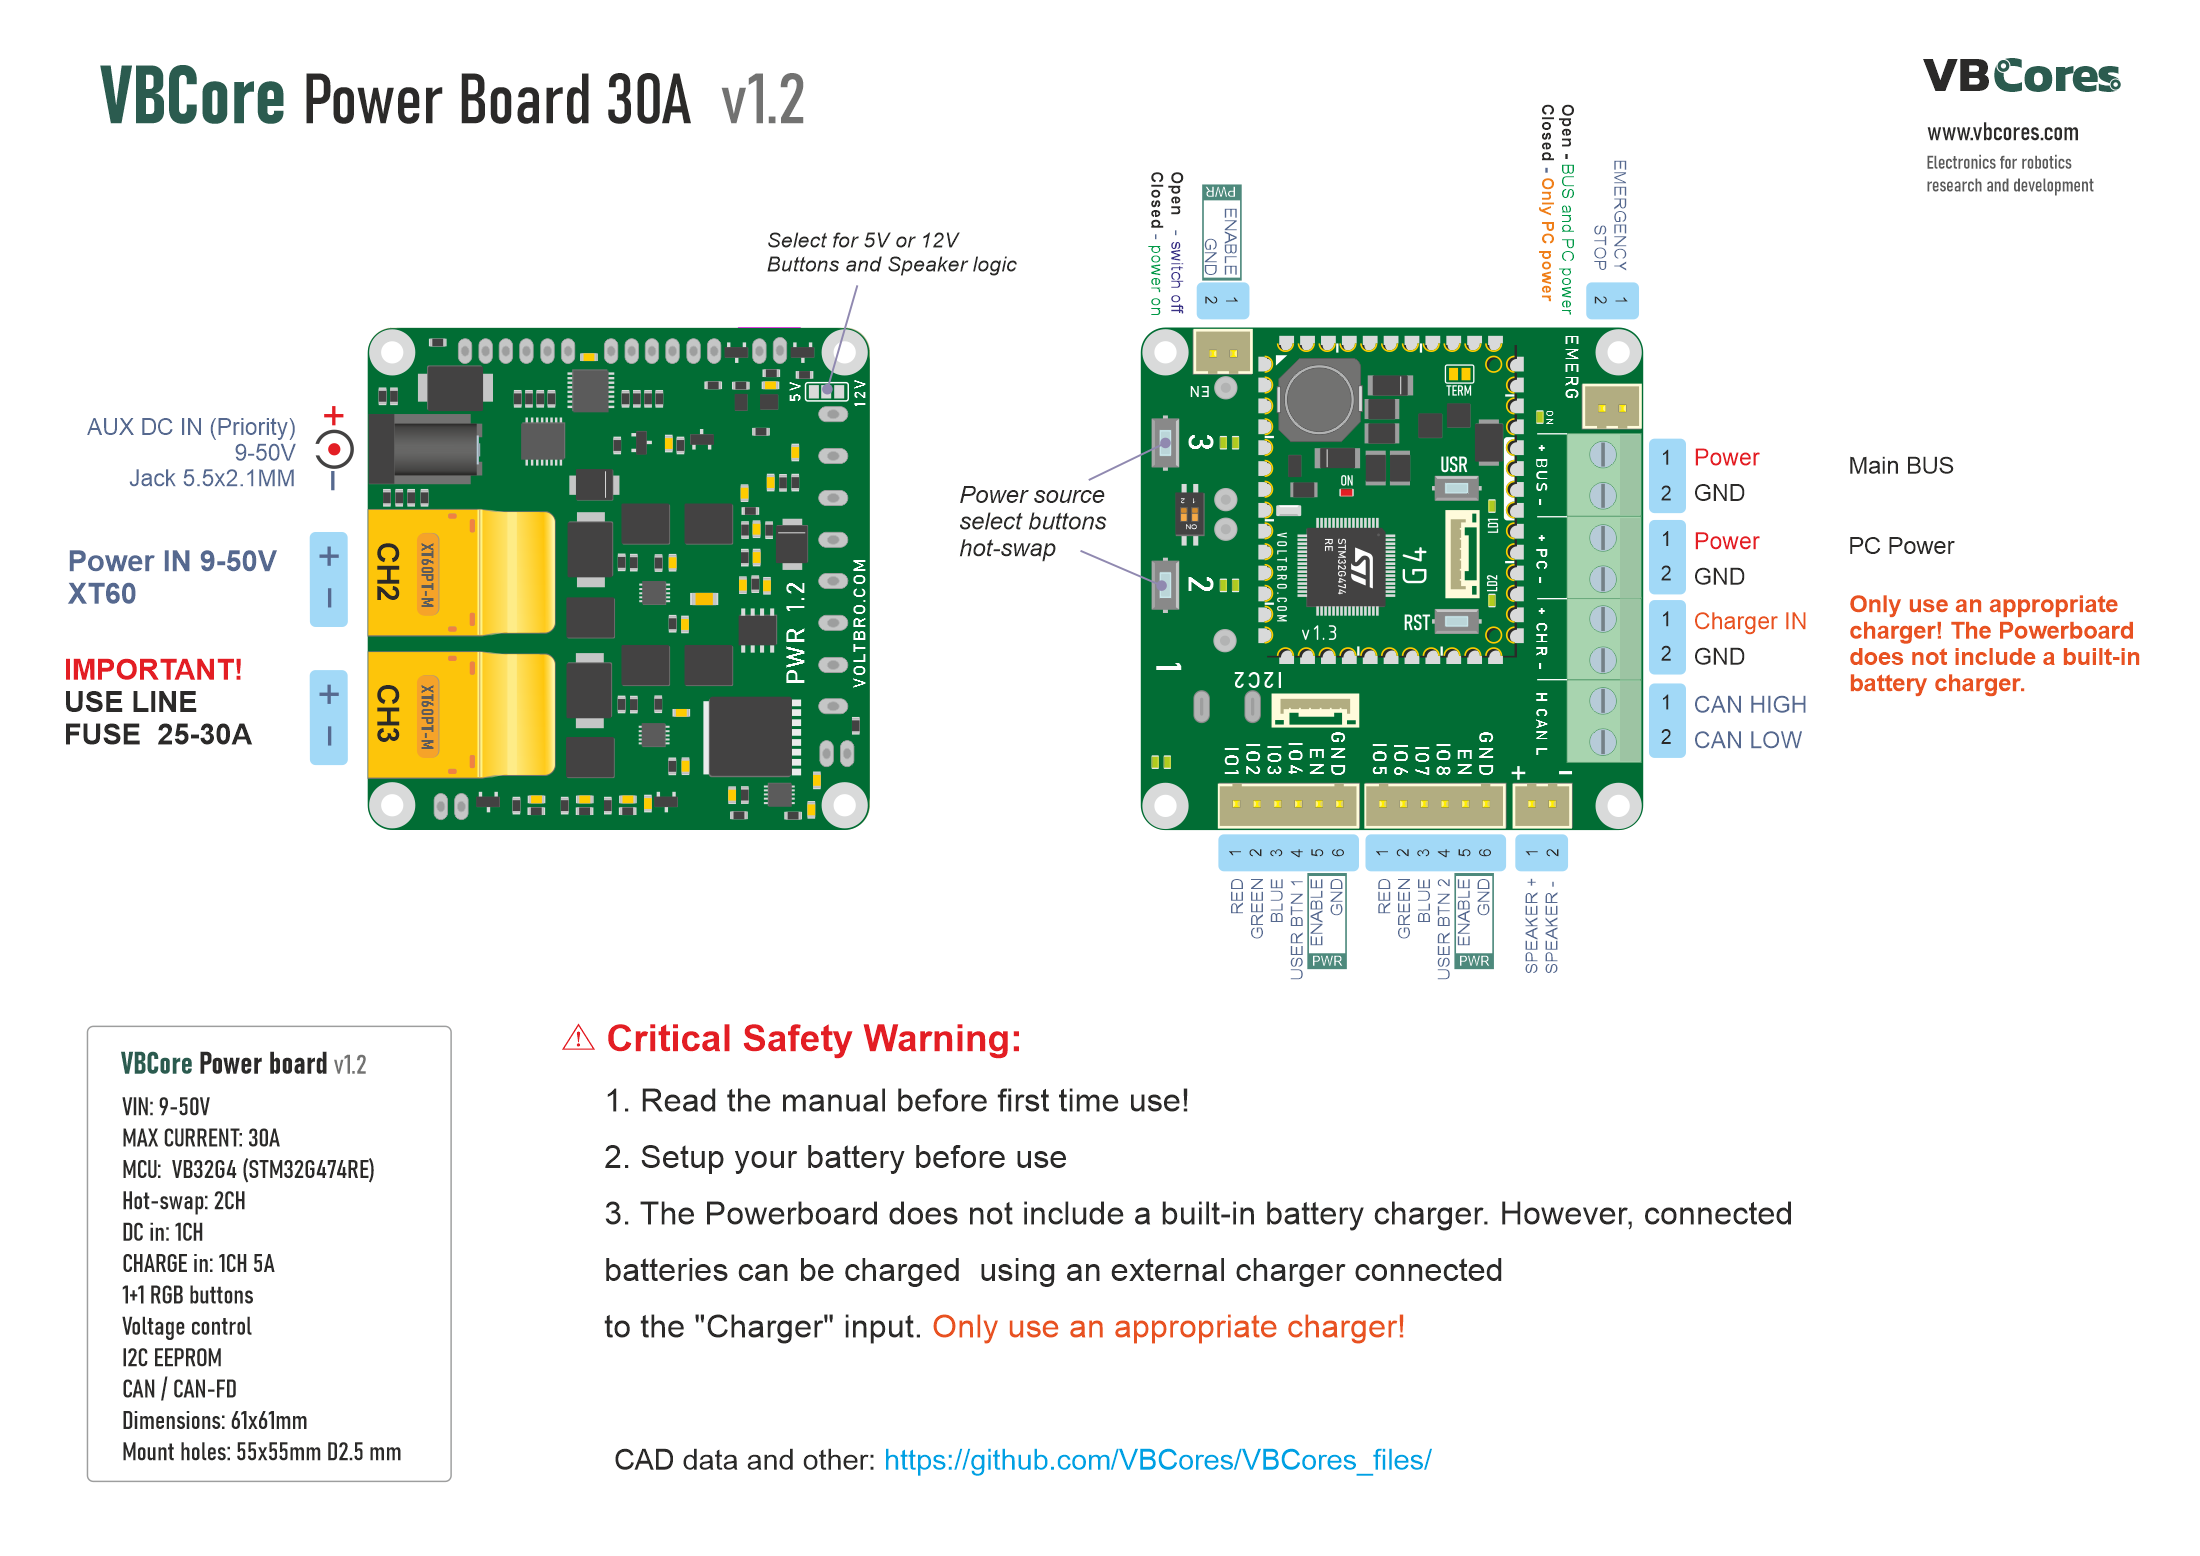 VBCore Power Board 30A v1.2
VBCores
www.vbcores.com
Electronics for robotics
research and development
Select for 5V or 12V
Buttons and Speaker logic
AUX DC IN (Priority)
9-50V
Jack 5.5x2.1MM
+
−
Power IN 9-50V
XT60
+
−
IMPORTANT!
USE LINE
FUSE 25-30A
+
−
5V
12V
CH2
XT60PT-M
CH3
XT60PT-M
PWR 1.2
VOLTBRO.COM
Open - switch off
Closed - power on
PWR
ENABLE
GND
1
2
Open - BUS and PC power
Closed - Only PC power
EMERGENCY
STOP
1
2
Power source
select buttons
hot-swap
EN
3
1 2
ON
2
1
TERM
USR
ON
VOLTBRO.COM
STM32G474
RE
G4
LD1
LD2
RST
v1.3
I2C2
EMERG
ON
+ BUS -
+ PC -
+ CHR -
H CAN L
IO1
IO2
IO3
IO4
EN
GND
IO5
IO6
IO7
IO8
EN
GND
+
−
1 Power
2 GND
Main BUS
1 Power
2 GND
PC Power
1 Charger IN
2 GND
Only use an appropriate
charger! The Powerboard
does not include a built-in
battery charger.
1 CAN HIGH
2 CAN LOW
1 2 3 4 5 6
RED
GREEN
BLUE
USER BTN 1
ENABLE
GND
PWR
1 2 3 4 5 6
RED
GREEN
BLUE
USER BTN 2
ENABLE
GND
PWR
1 2
SPEAKER +
SPEAKER -
VBCore Power board v1.2
VIN: 9-50V
MAX CURRENT: 30A
MCU: VB32G4 (STM32G474RE)
Hot-swap: 2CH
DC in: 1CH
CHARGE in: 1CH 5A
1+1 RGB buttons
Voltage control
I2C EEPROM
CAN / CAN-FD
Dimensions: 61x61mm
Mount holes: 55x55mm D2.5 mm
⚠ Critical Safety Warning:
1. Read the manual before first time use!
2. Setup your battery before use
3. The Powerboard does not include a built-in battery charger. However, connected
batteries can be charged using an external charger connected
to the "Charger" input. Only use an appropriate charger!
CAD data and other: https://github.com/VBCores/VBCores_files/